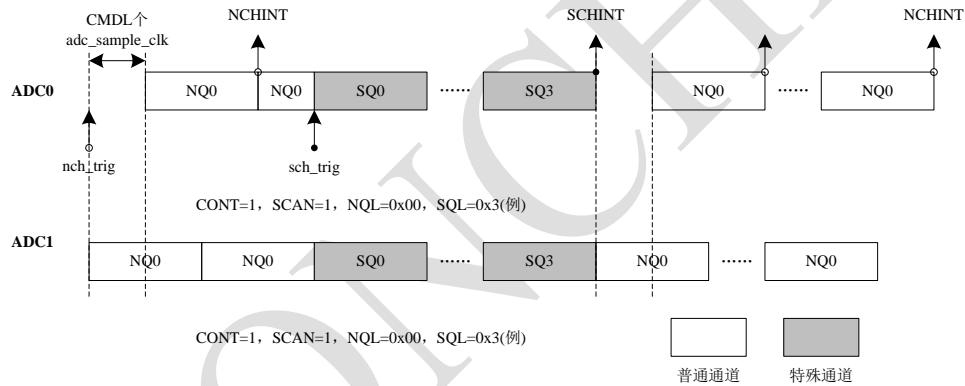 CMDL个
adc_sample_clk
NCHINT
SCHINT
NCHINT
ADC0
NQ0
NQ0
SQ0
……
SQ3
NQ0
……
NQ0
nch_trig
sch_trig
CONT=1，SCAN=1，NQL=0x00，SQL=0x3(例)
ADC1
NQ0
NQ0
SQ0
……
SQ3
NQ0
……
NQ0
CONT=1，SCAN=1，NQL=0x00，SQL=0x3(例)
普通通道
特殊通道